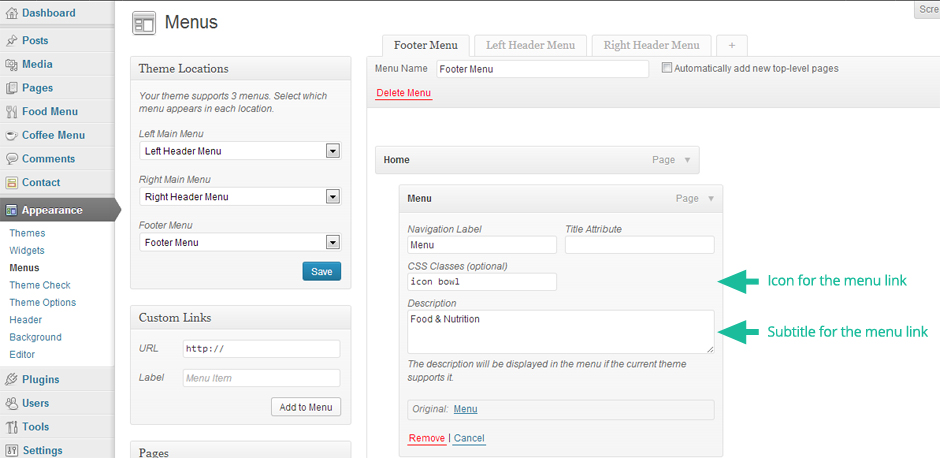 Dashboard
Posts
Media
Pages
Food Menu
Coffee Menu
Comments
Contact
Appearance
Themes
Widgets
Menus
Theme Check
Theme Options
Header
Background
Editor
Plugins
Users
Tools
Settings
Menus
Scre
Theme Locations
Your theme supports 3 menus. Select which
menu appears in each location.
Left Main Menu
Left Header Menu
Right Main Menu
Right Header Menu
Footer Menu
Footer Menu
Save
Custom Links
URL http://
Label Menu Item
Add to Menu
Pages
Footer Menu Left Header Menu Right Header Menu +
Menu Name Footer Menu Automatically add new top-level pages
Delete Menu
Home Page
Menu Page
Navigation Label Title Attribute
Menu
CSS Classes (optional)
icon bowl
Icon for the menu link
Description
Food & Nutrition
Subtitle for the menu link
The description will be displayed in the menu if the current theme
supports it.
Original: Menu
Remove | Cancel